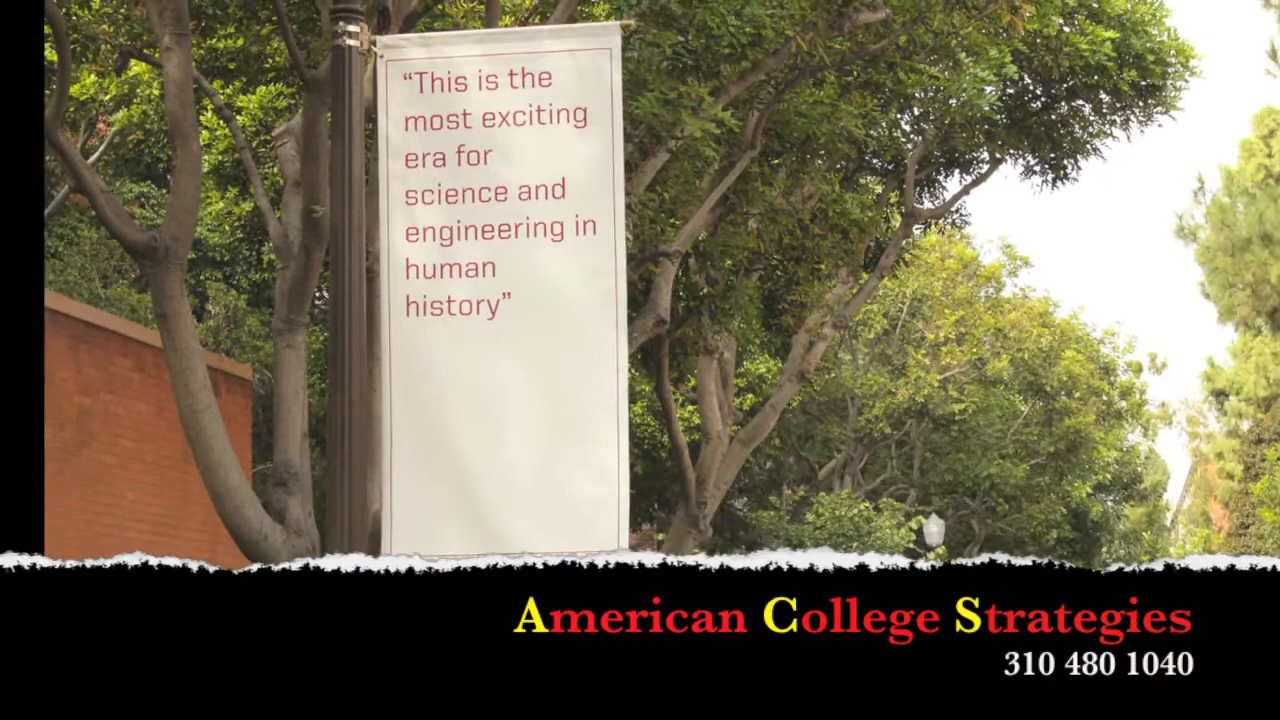 “This is the
most exciting
era for
science and
engineering in
human
history”
American College Strategies
310 480 1040